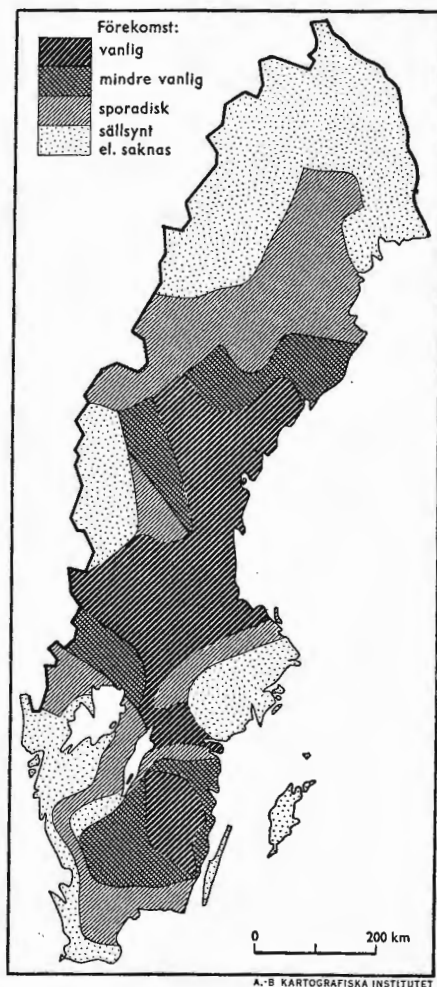 Förekomst:
vanlig
mindre vanlig
sporadisk
sällsynt
el. saknas
0 200 km
A.-B KARTOGRAFISKA INSTITUTET